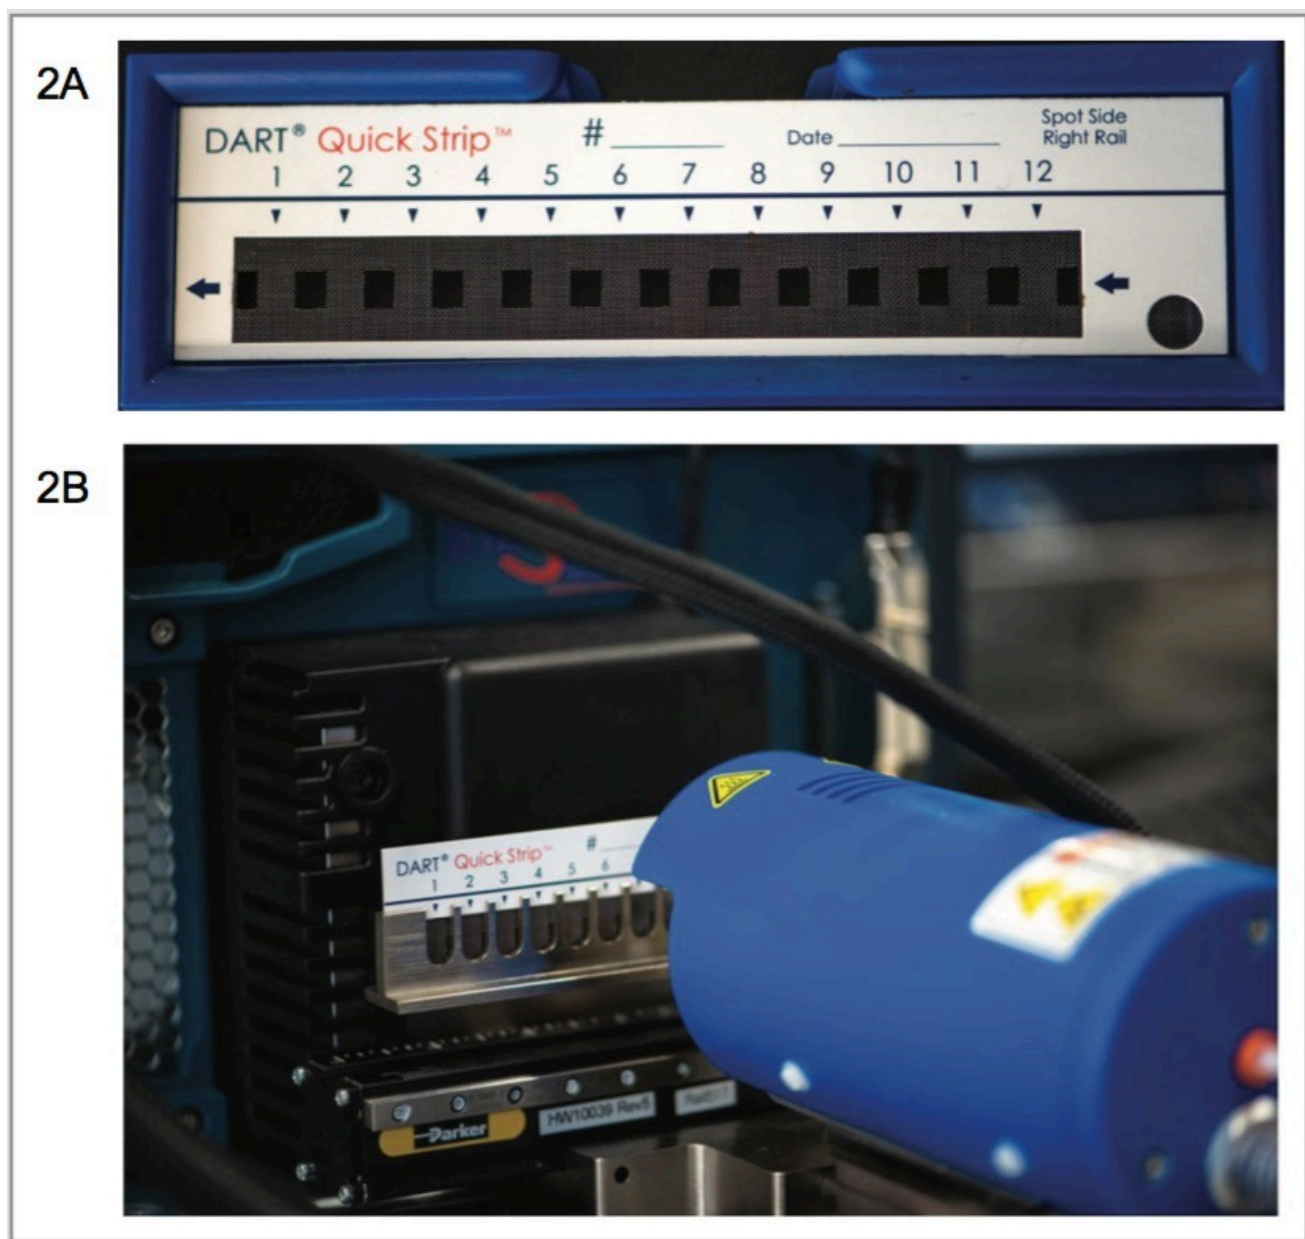 2A
DART® Quick Strip™ # Date Spot Side
Right Rail
1 2 3 4 5 6 7 8 9 10 11 12
2B
DART® Quick Strip™ #
1 2 3 4 5 6
Parker
HW10039 Rev5